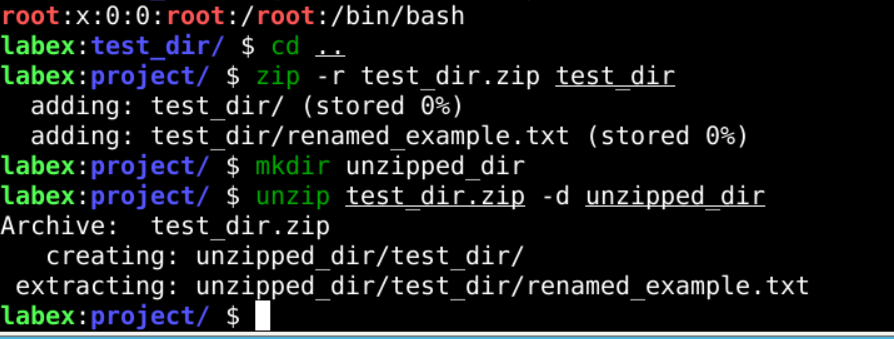 root:x:0:0:root:/root:/bin/bash
labex:test_dir/ $ cd ..
labex:project/ $ zip -r test_dir.zip test_dir
  adding: test_dir/ (stored 0%)
  adding: test_dir/renamed_example.txt (stored 0%)
labex:project/ $ mkdir unzipped_dir
labex:project/ $ unzip test_dir.zip -d unzipped_dir
Archive:  test_dir.zip
   creating: unzipped_dir/test_dir/
 extracting: unzipped_dir/test_dir/renamed_example.txt
labex:project/ $